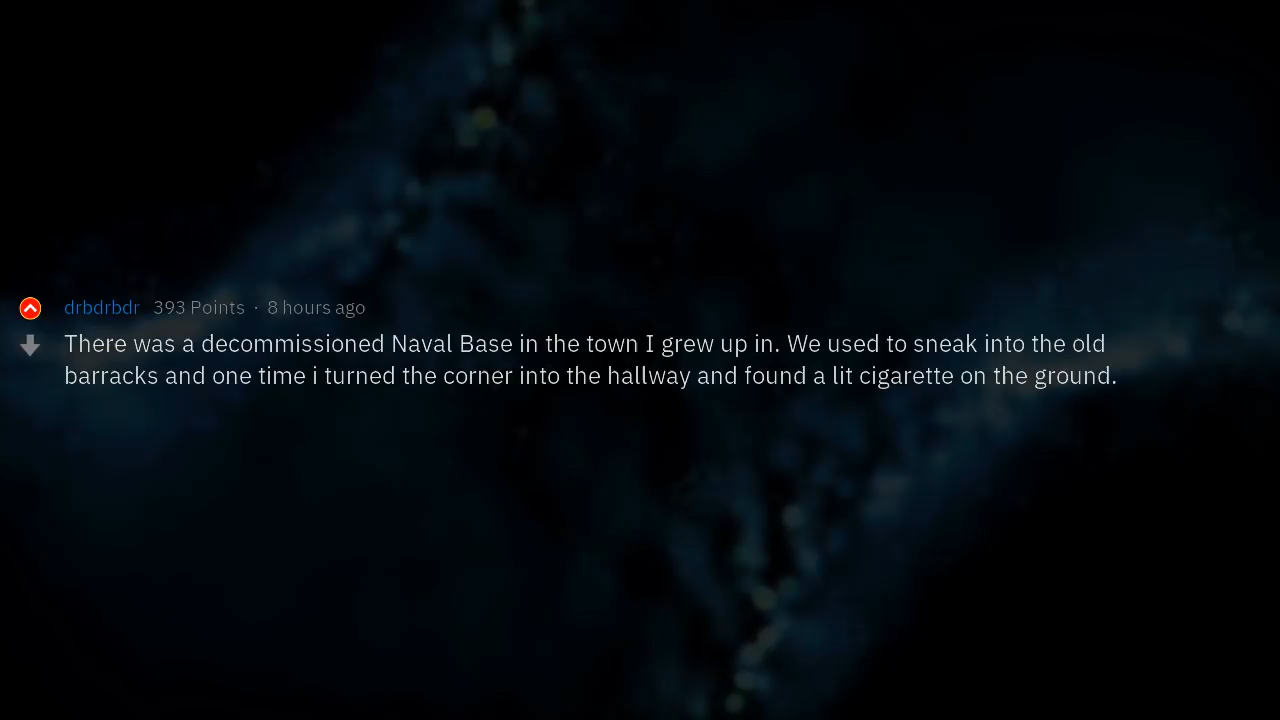 drbdrbdr 393 Points · 8 hours ago
There was a decommissioned Naval Base in the town I grew up in. We used to sneak into the old
barracks and one time i turned the corner into the hallway and found a lit cigarette on the ground.